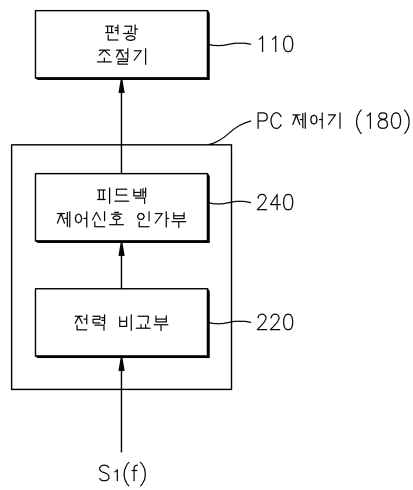 편광
조절기
110
PC 제어기 (180)
피드백
제어신호 인가부
240
전력 비교부
220
S1(f)